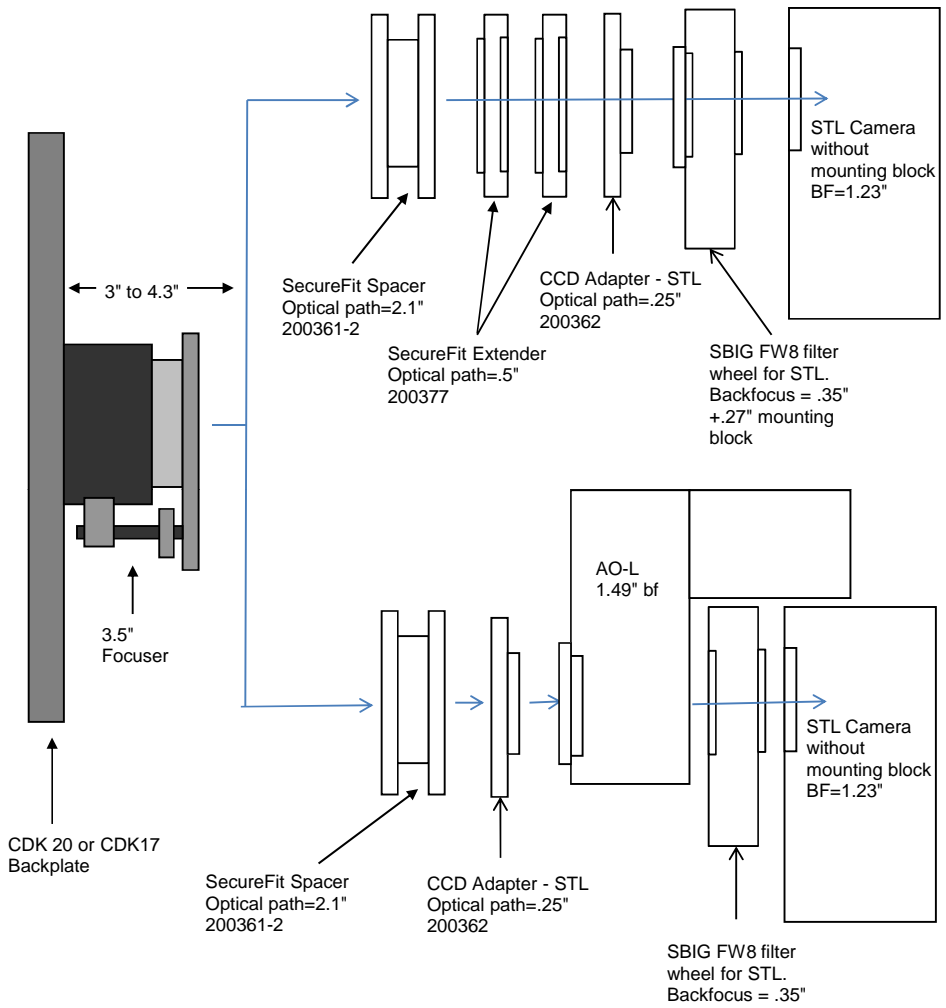 STL Camera
without
mounting block
BF=1.23"
3" to 4.3"
SecureFit Spacer
Optical path=2.1"
200361-2
CCD Adapter - STL
Optical path=.25"
200362
SecureFit Extender
Optical path=.5"
200377
SBIG FW8 filter
wheel for STL.
Backfocus = .35"
+.27" mounting
block
AO-L
1.49" bf
3.5"
Focuser
STL Camera
without
mounting block
BF=1.23"
CDK 20 or CDK17
Backplate
SecureFit Spacer
Optical path=2.1"
200361-2
CCD Adapter - STL
Optical path=.25"
200362
SBIG FW8 filter
wheel for STL.
Backfocus = .35"